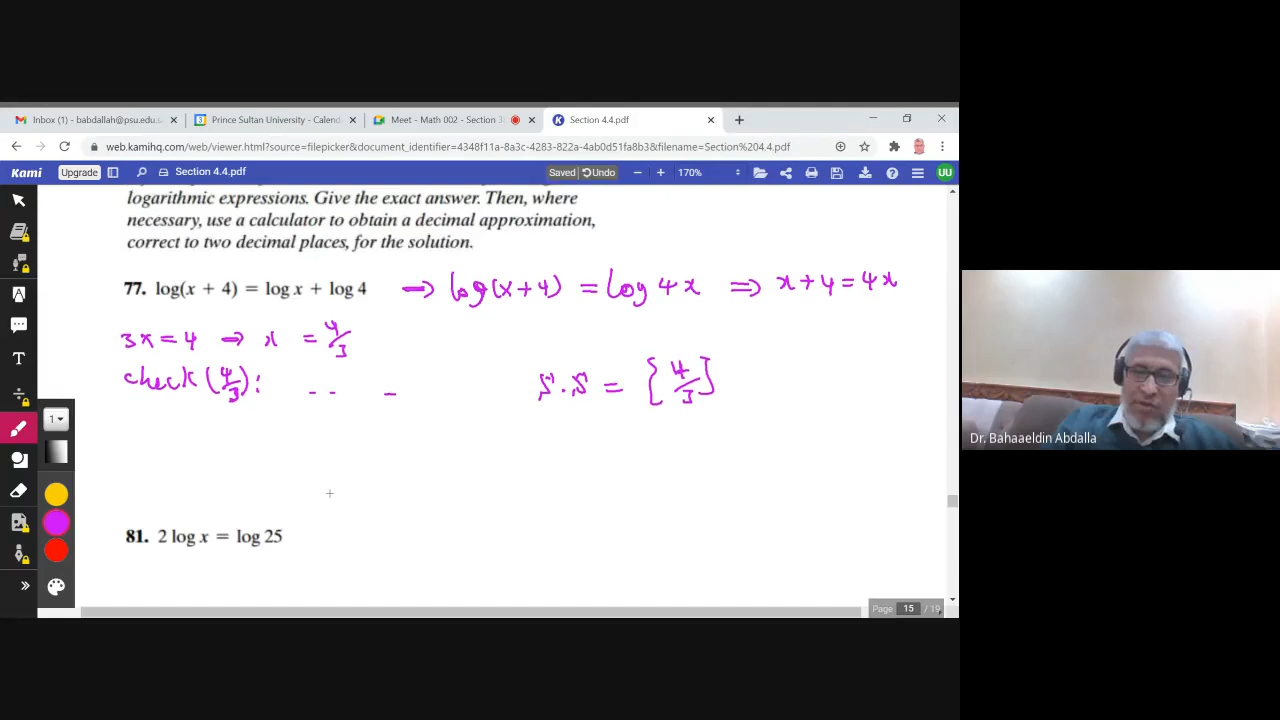 Inbox (1) - babdallah@psu.edu.s
Prince Sultan University - Calend
Meet - Math 002 - Section 3
Section 4.4.pdf
web.kamihq.com/web/viewer.html?source=filepicker&document_identifier=4348f11a-8a3c-4283-822a-4ab0d51fa8b3&filename=Section%204.4.pdf
Kami Upgrade Section 4.4.pdf Saved Undo 170% UU
logarithmic expressions. Give the exact answer. Then, where
necessary, use a calculator to obtain a decimal approximation,
correct to two decimal places, for the solution.
77. log(x + 4) = log x + log 4 → log(x+4) = log 4x ⇒ x+4=4x
3x=4 → x = 4/3
check (4/3): -- - S.S = {4/3}
Dr. Bahaaeldin Abdalla
81. 2 log x = log 25
Page 15 / 19